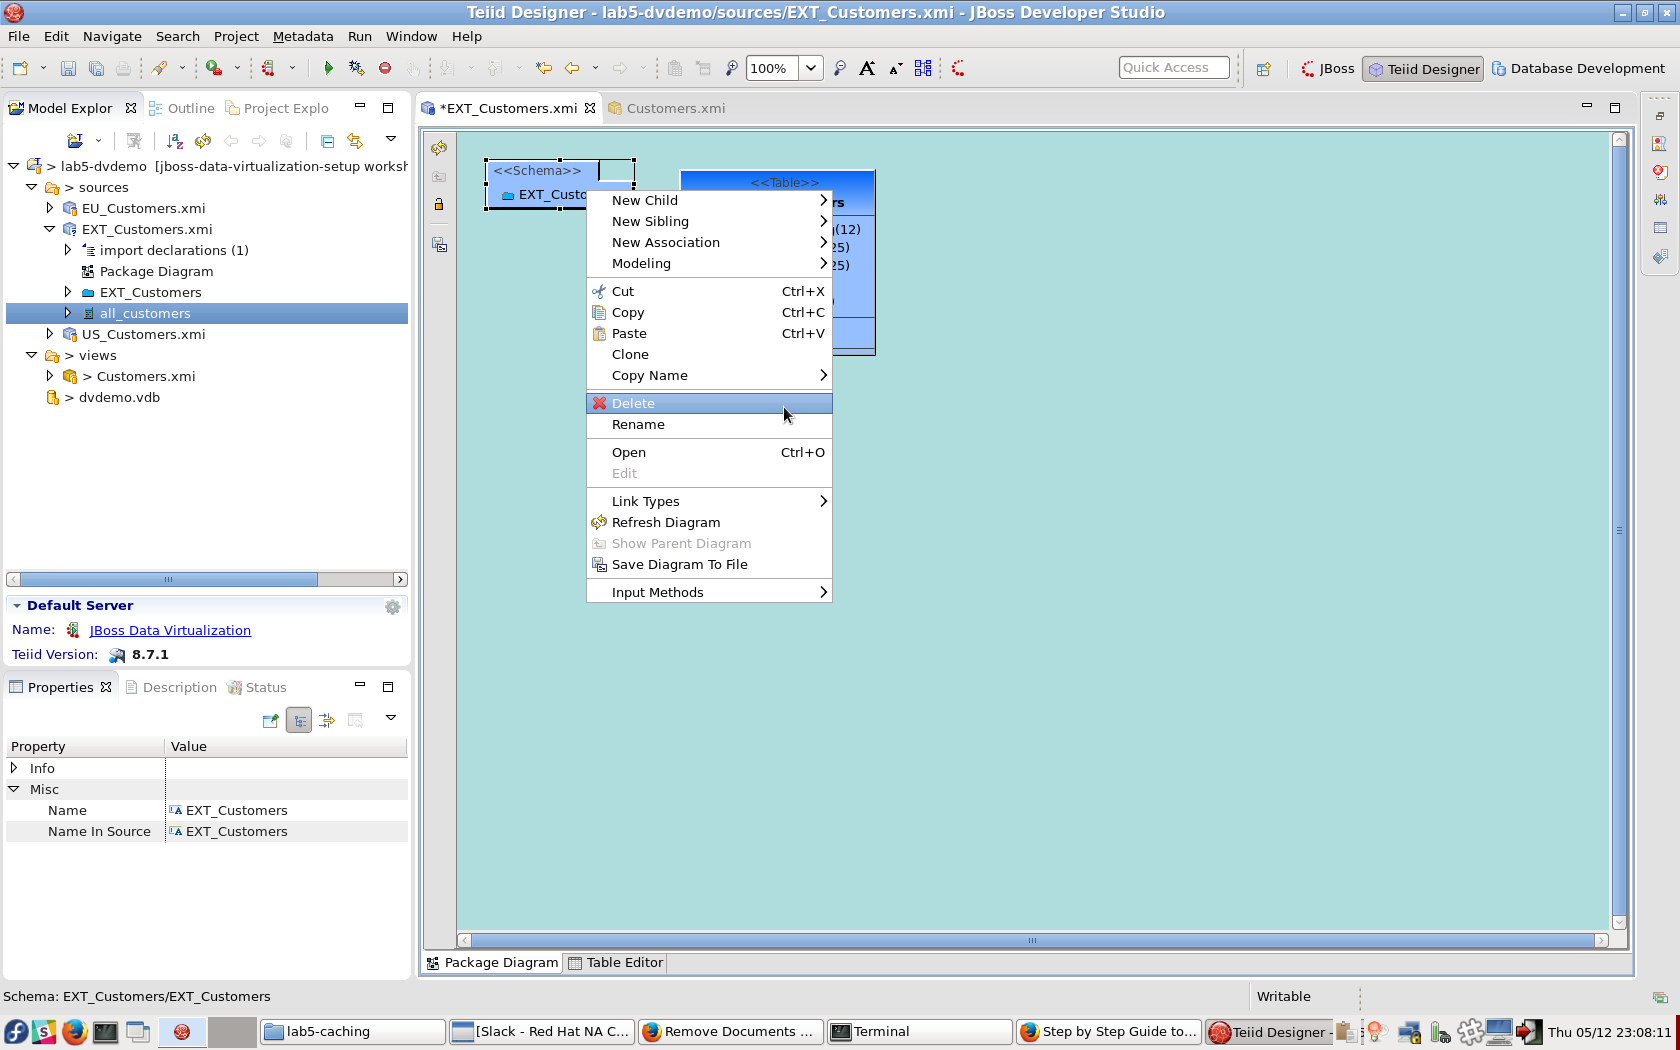 Teiid Designer - lab5-dvdemo/sources/EXT_Customers.xmi - JBoss Developer Studio
File Edit Navigate Search Project Metadata Run Window Help
100% Quick Access JBoss Teiid Designer Database Development
Model Explor Outline Project Explo
*EXT_Customers.xmi Customers.xmi
> lab5-dvdemo [jboss-data-virtualization-setup worksh
> sources
EU_Customers.xmi
EXT_Customers.xmi
import declarations (1)
Package Diagram
EXT_Customers
all_customers
US_Customers.xmi
> views
> Customers.xmi
> dvdemo.vdb
<<Schema>>
EXT_Custo
<<Table>>
rs
(12)
25)
25)
)
New Child
New Sibling
New Association
Modeling
Cut Ctrl+X
Copy Ctrl+C
Paste Ctrl+V
Clone
Copy Name
Delete
Rename
Open Ctrl+O
Edit
Link Types
Refresh Diagram
Show Parent Diagram
Save Diagram To File
Input Methods
Default Server
Name: JBoss Data Virtualization
Teiid Version: 8.7.1
Properties Description Status
Property Value
Info
Misc
Name EXT_Customers
Name In Source EXT_Customers
Package Diagram Table Editor
Schema: EXT_Customers/EXT_Customers
Writable
lab5-caching
[Slack - Red Hat NA C...
Remove Documents ...
Terminal
Step by Step Guide to...
Teiid Designer -
Thu 05/12 23:08:11